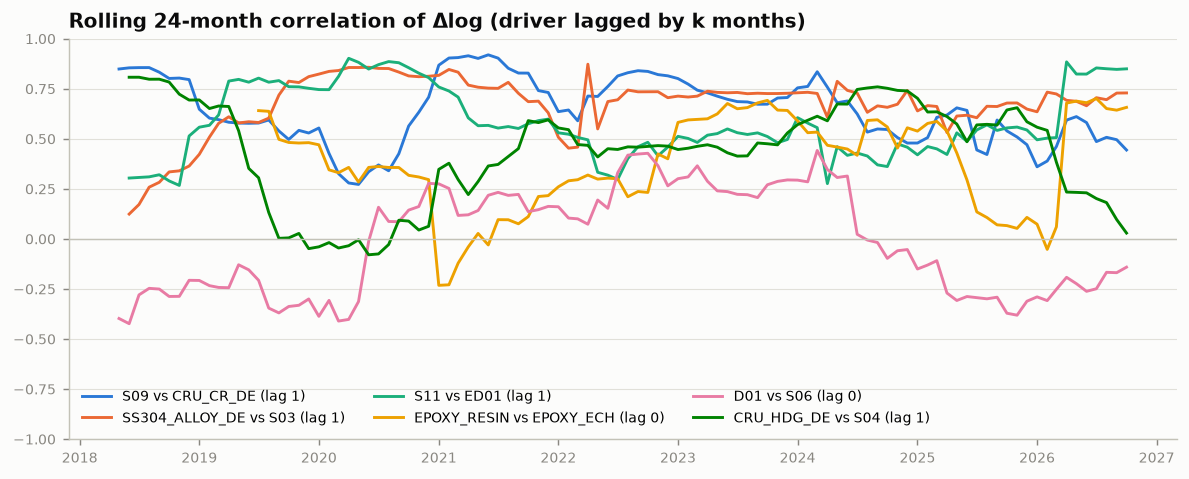 Rolling 24-month correlation of Δlog (driver lagged by k months)
1.00
0.75
0.50
0.25
0.00
−0.25
−0.50
−0.75
−1.00
S09 vs CRU_CR_DE (lag 1)
SS304_ALLOY_DE vs S03 (lag 1)
S11 vs ED01 (lag 1)
EPOXY_RESIN vs EPOXY_ECH (lag 0)
D01 vs S06 (lag 0)
CRU_HDG_DE vs S04 (lag 1)
2018 2019 2020 2021 2022 2023 2024 2025 2026 2027